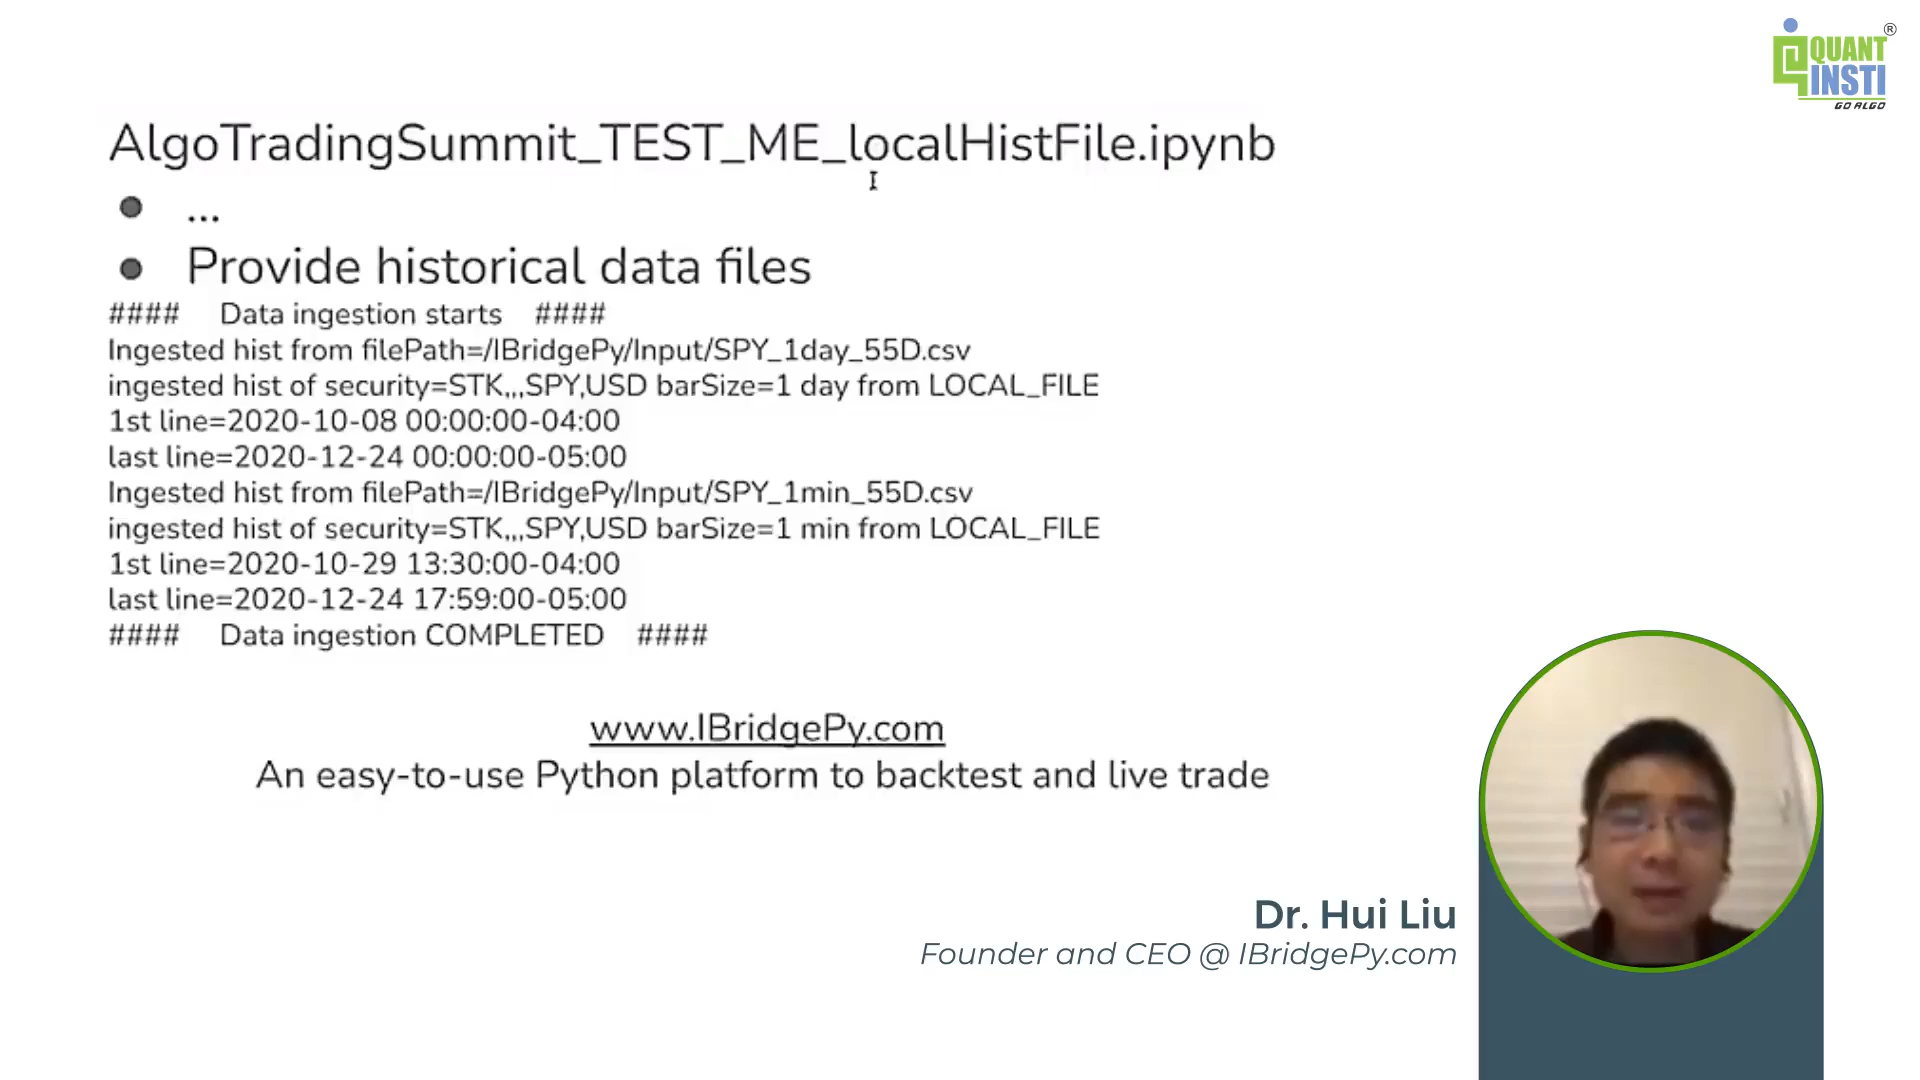 QUANT
INSTI
GO ALGO
®
AlgoTradingSummit_TEST_ME_localHistFile.ipynb
● ...
● Provide historical data files
#### Data ingestion starts ####
Ingested hist from filePath=/IBridgePy/Input/SPY_1day_55D.csv
ingested hist of security=STK,,,SPY,USD barSize=1 day from LOCAL_FILE
1st line=2020-10-08 00:00:00-04:00
last line=2020-12-24 00:00:00-05:00
Ingested hist from filePath=/IBridgePy/Input/SPY_1min_55D.csv
ingested hist of security=STK,,,SPY,USD barSize=1 min from LOCAL_FILE
1st line=2020-10-29 13:30:00-04:00
last line=2020-12-24 17:59:00-05:00
#### Data ingestion COMPLETED ####
www.IBridgePy.com
An easy-to-use Python platform to backtest and live trade
Dr. Hui Liu
Founder and CEO @ IBridgePy.com